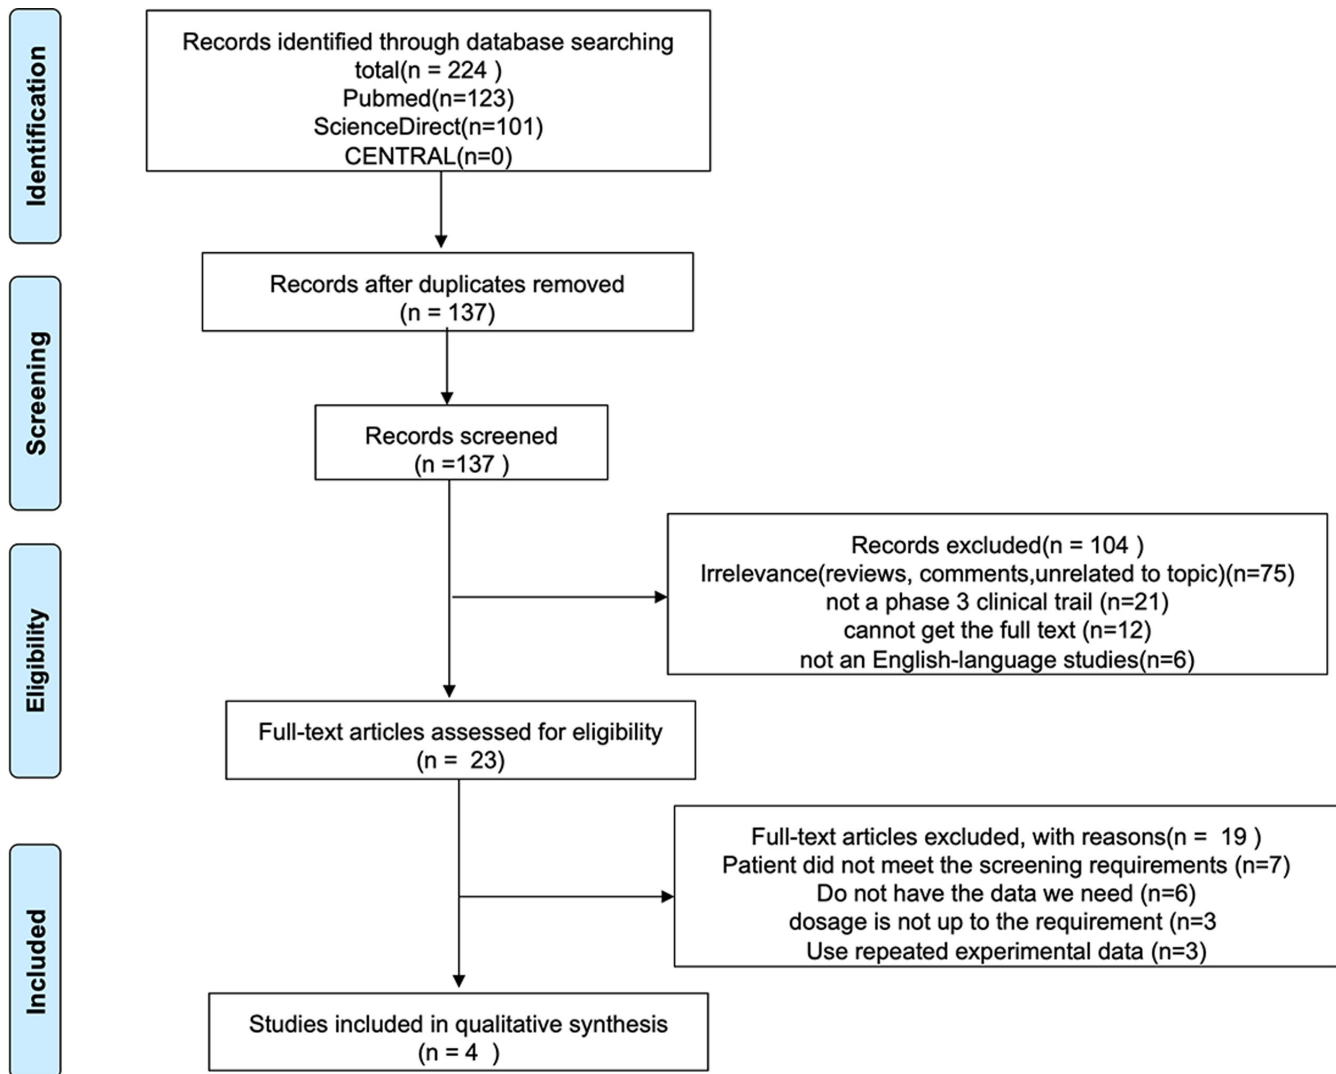 Identification
Records identified through database searching
total(n = 224 )
Pubmed(n=123)
ScienceDirect(n=101)
CENTRAL(n=0)
Screening
Records after duplicates removed
(n = 137)
Records screened
(n =137 )
Eligibility
Records excluded(n = 104 )
Irrelevance(reviews, comments,unrelated to topic)(n=75)
not a phase 3 clinical trail (n=21)
cannot get the full text (n=12)
not an English-language studies(n=6)
Full-text articles assessed for eligibility
(n = 23)
Included
Full-text articles excluded, with reasons(n = 19 )
Patient did not meet the screening requirements (n=7)
Do not have the data we need (n=6)
dosage is not up to the requirement (n=3
Use repeated experimental data (n=3)
Studies included in qualitative synthesis
(n = 4 )